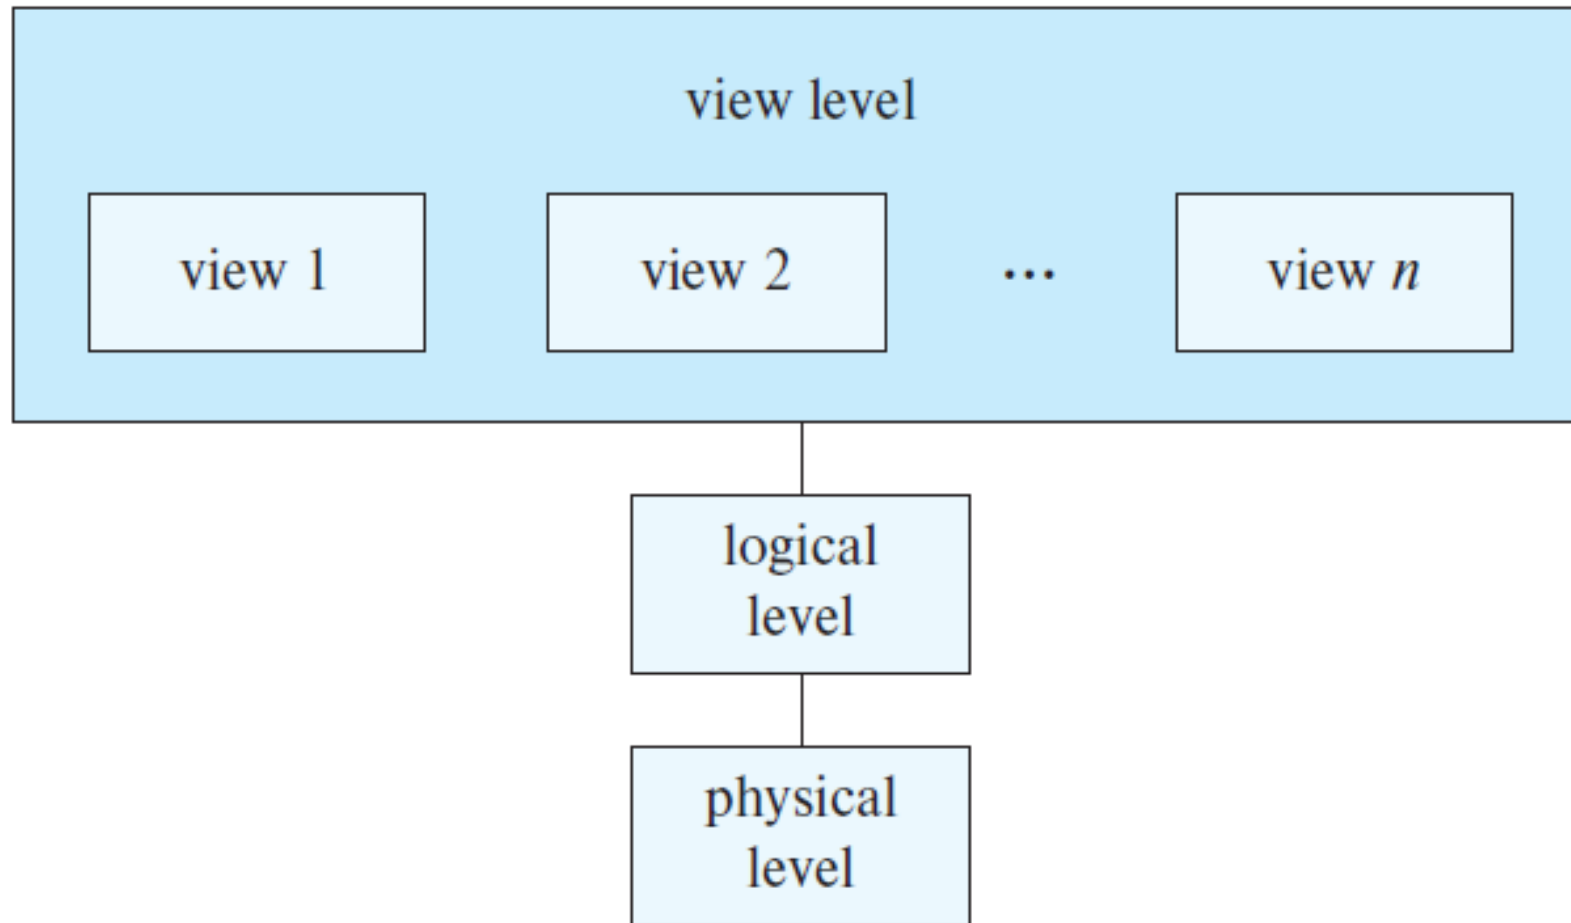 view level
view 1
view 2
...
view n
logical
level
physical
level